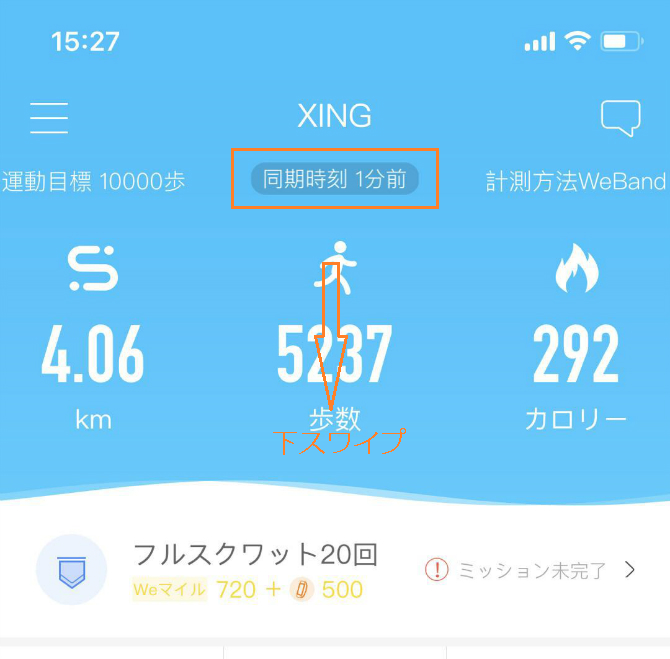 15:27
XING
運動目標 10000歩
同期時刻 1分前
計測方法WeBand
4.06
5237
292
km
歩数
カロリー
下スワイプ
フルスクワット20回
Weマイル 720 + 500
ミッション未完了